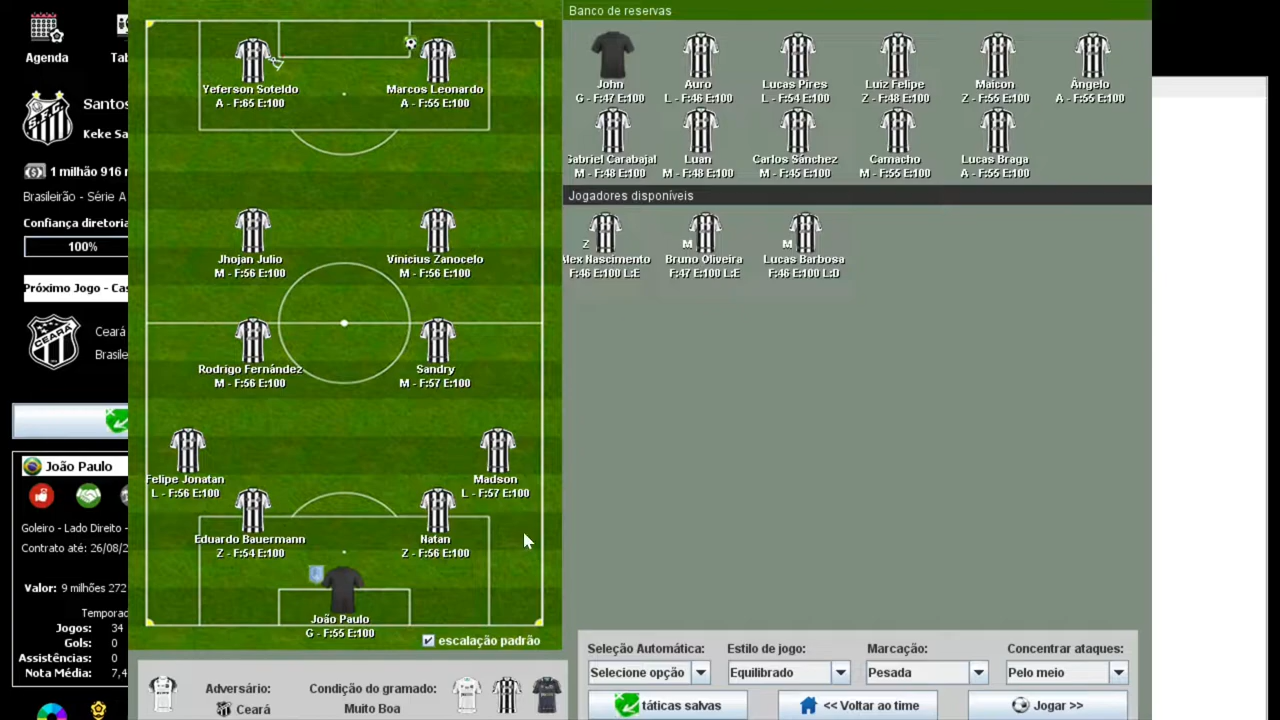 Agenda
Tab
Santos
Keke Sa
1 milhão 916 r
Brasileirão - Série A
Confiança diretoria
100%
Próximo Jogo - Cas
Ceará
Brasile
João Paulo
Goleiro - Lado Direito -
Contrato até: 26/08/2
Valor: 9 milhões 272
Temporad
Jogos: 34
Gols: 0
Assistências: 0
Nota Média: 7,4
Yeferson Soteldo
A - F:65 E:100
Marcos Leonardo
A - F:55 E:100
Jhojan Julio
M - F:56 E:100
Vinicius Zanocelo
M - F:56 E:100
Rodrigo Fernández
M - F:56 E:100
Sandry
M - F:57 E:100
Felipe Jonatan
L - F:56 E:100
Madson
L - F:57 E:100
Eduardo Bauermann
Z - F:54 E:100
Natan
Z - F:56 E:100
João Paulo
G - F:55 E:100
escalação padrão
Adversário:
Ceará
Condição do gramado:
Muito Boa
Banco de reservas
John
G - F:47 E:100
Auro
L - F:46 E:100
Lucas Pires
L - F:54 E:100
Luiz Felipe
Z - F:48 E:100
Maicon
Z - F:55 E:100
Ângelo
A - F:55 E:100
Gabriel Carabajal
M - F:48 E:100
Luan
M - F:48 E:100
Carlos Sánchez
M - F:45 E:100
Camacho
M - F:55 E:100
Lucas Braga
A - F:55 E:100
Jogadores disponíveis
Z
Alex Nascimento
F:46 E:100 L:E
M
Bruno Oliveira
F:47 E:100 L:E
M
Lucas Barbosa
F:46 E:100 L:D
Seleção Automática:
Selecione opção
Estilo de jogo:
Equilibrado
Marcação:
Pesada
Concentrar ataques:
Pelo meio
táticas salvas
<< Voltar ao time
Jogar >>